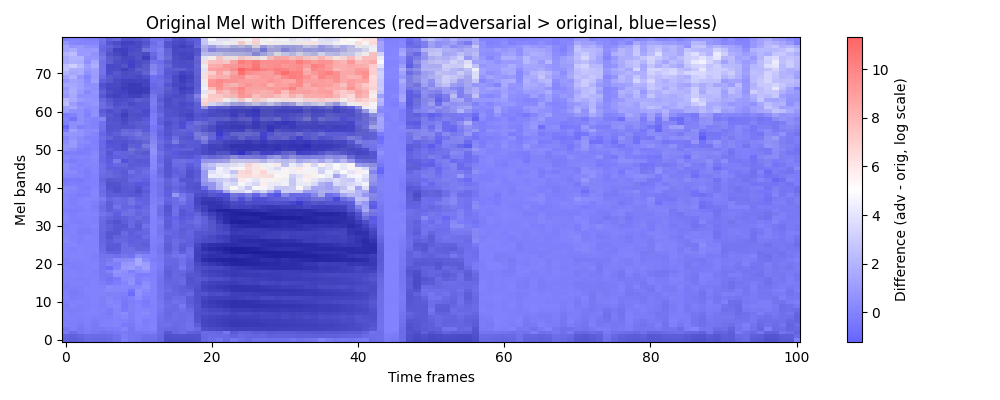 Original Mel with Differences (red=adversarial > original, blue=less)
Mel bands
70
60
50
40
30
20
10
0
0 20 40 60 80 100
Time frames
10
8
6
4
2
0
Difference (adv - orig, log scale)